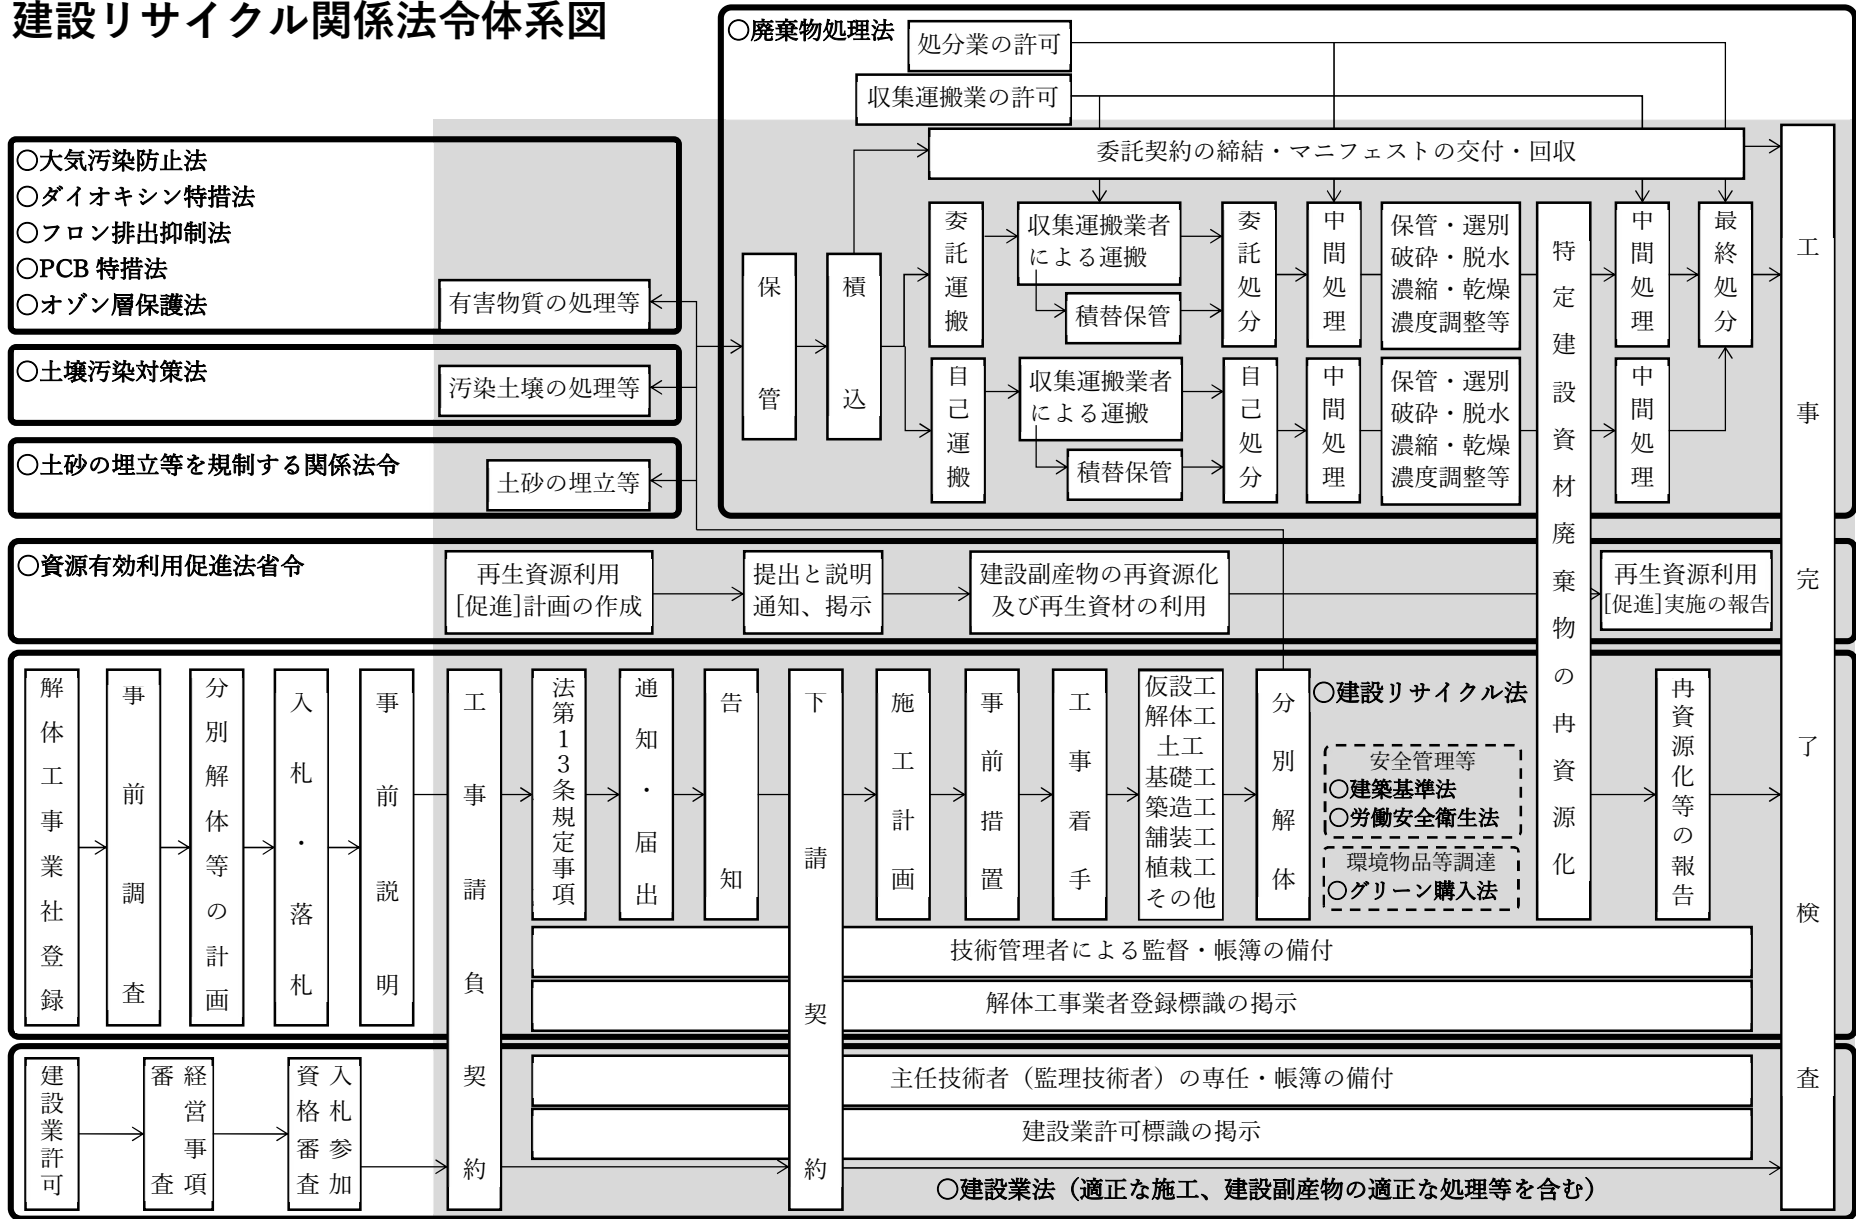 建設リサイクル関係法令体系図
○廃棄物処理法
処分業の許可
収集運搬業の許可
委託契約の締結・マニフェストの交付・回収
○大気汚染防止法
○ダイオキシン特措法
○フロン排出抑制法
○PCB 特措法
○オゾン層保護法
有害物質の処理等
○土壌汚染対策法
汚染土壌の処理等
○土砂の埋立等を規制する関係法令
土砂の埋立等
保管
積込
委託運搬
収集運搬業者
による運搬
積替保管
委託処分
中間処理
保管・選別
破砕・脱水
濃縮・乾燥
濃度調整等
中間処理
最終処分
自己運搬
収集運搬業者
による運搬
積替保管
自己処分
中間処理
保管・選別
破砕・脱水
濃縮・乾燥
濃度調整等
中間処理
特定建設資材廃棄物の冉資源化
工事完了検査
○資源有効利用促進法省令
再生資源利用
[促進]計画の作成
提出と説明
通知、掲示
建設副産物の再資源化
及び再生資材の利用
再生資源利用
[促進]実施の報告
解体工事業社登録
事前調査
分別解体等の計画
入札・落札
事前説明
工事請負契約
法第13条規定事項
通知・届出
告知
下請契約
施工計画
事前措置
工事着手
仮設工
解体工
土工
基礎工
築造工
舗装工
植栽工
その他
分別解体
○建設リサイクル法
安全管理等
○建築基準法
○労働安全衛生法
環境物品等調達
○グリーン購入法
冉資源化等の報告
技術管理者による監督・帳簿の備付
解体工事業者登録標識の掲示
建設業許可
経営事項
審査
入札参加
資格審査
主任技術者（監理技術者）の専任・帳簿の備付
建設業許可標識の掲示
○建設業法（適正な施工、建設副産物の適正な処理等を含む）